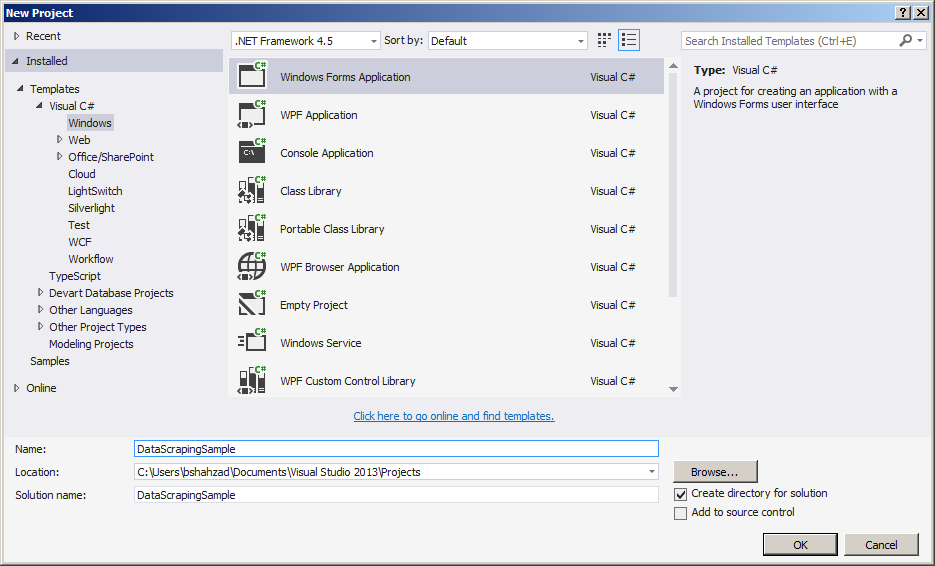 New Project
? X
Recent
.NET Framework 4.5 Sort by: Default
Search Installed Templates (Ctrl+E)
Installed
Templates
Visual C#
Windows
Web
Office/SharePoint
Cloud
LightSwitch
Silverlight
Test
WCF
Workflow
TypeScript
Devart Database Projects
Other Languages
Other Project Types
Modeling Projects
Samples
Online
C# Windows Forms Application Visual C#
C# WPF Application Visual C#
C# C:\ Console Application Visual C#
C# Class Library Visual C#
C# Portable Class Library Visual C#
C# WPF Browser Application Visual C#
C# Empty Project Visual C#
C# Windows Service Visual C#
C# WPF Custom Control Library Visual C#
Click here to go online and find templates.
Type: Visual C#
A project for creating an application with a
Windows Forms user interface
Name: DataScrapingSample
Location: C:\Users\bshahzad\Documents\Visual Studio 2013\Projects
Browse...
Solution name: DataScrapingSample
Create directory for solution
Add to source control
OK Cancel